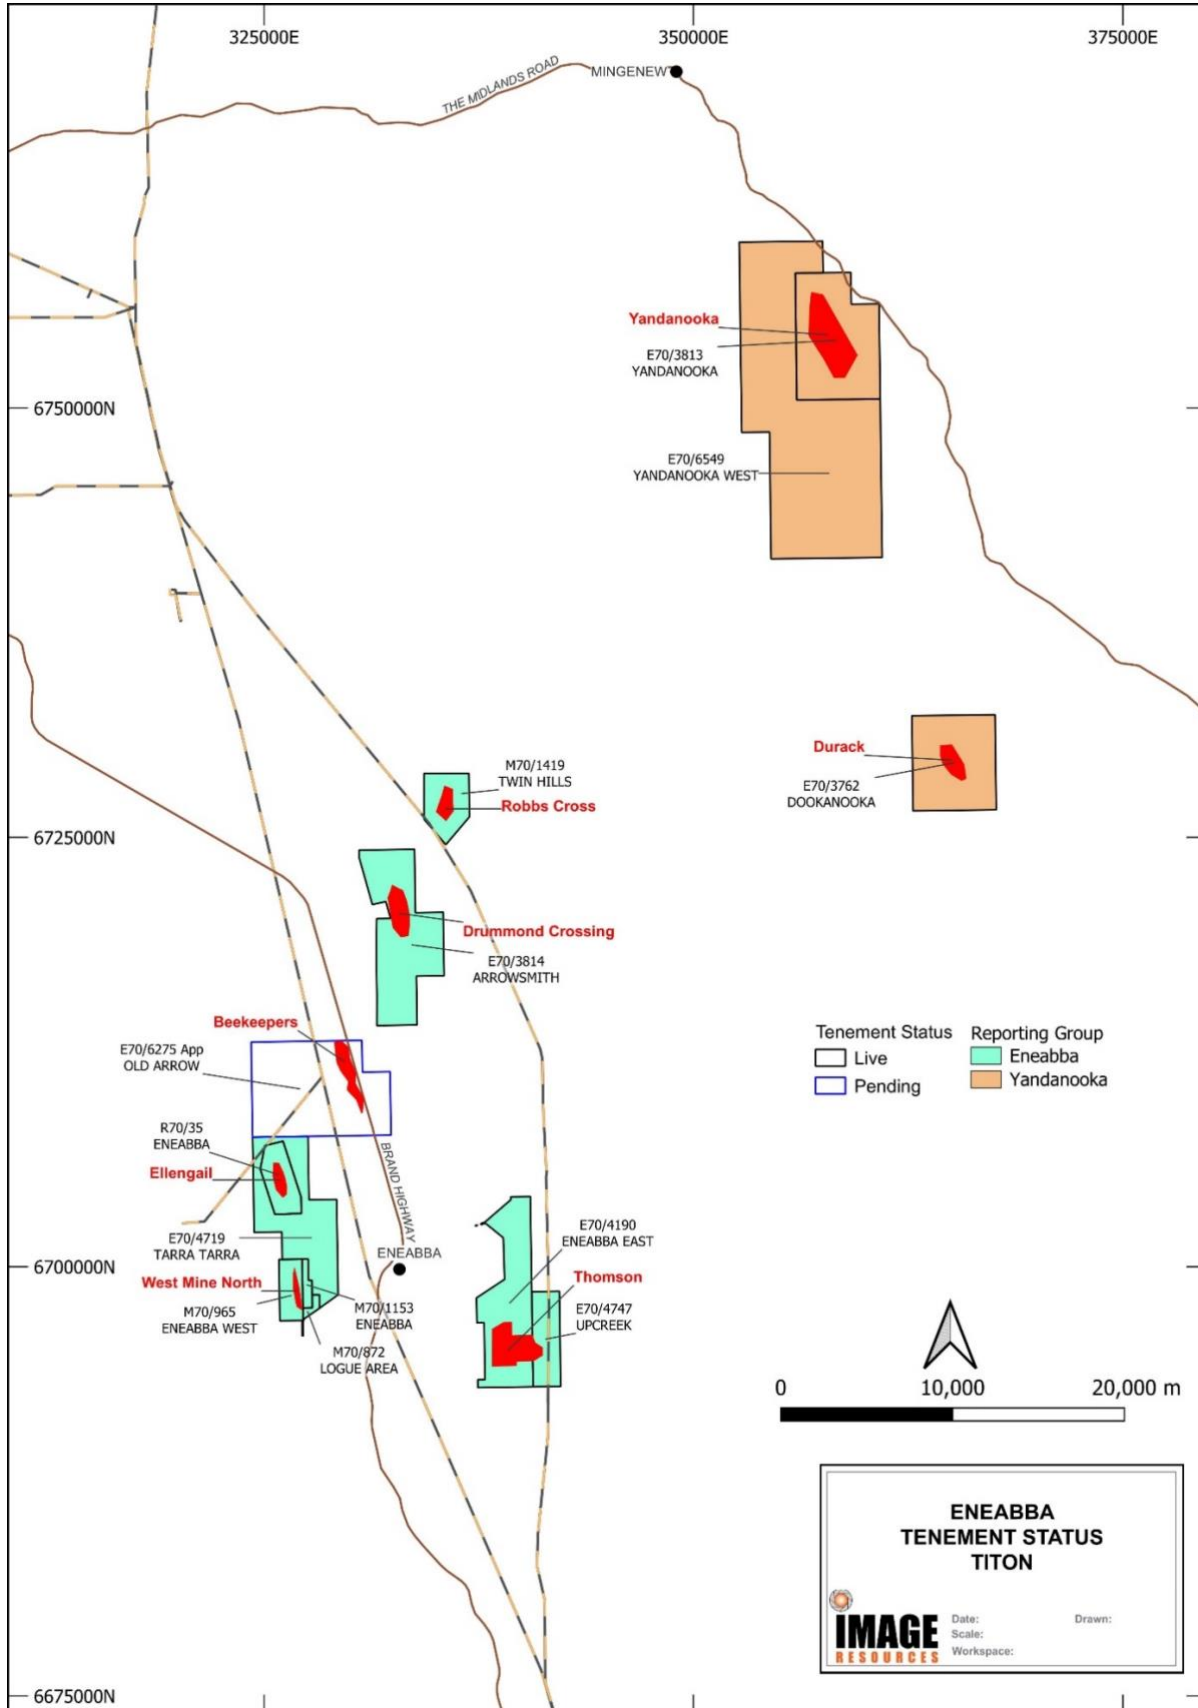 325000E
350000E
375000E
THE MIDLANDS ROAD
MINGENEW
Yandanooka
E70/3813
YANDANOOKA
6750000N
E70/6549
YANDANOOKA WEST
Durack
E70/3762
DOOKANOOKA
M70/1419
TWIN HILLS
Robbs Cross
6725000N
Drummond Crossing
E70/3814
ARROWSMITH
Beekeepers
E70/6275 App
OLD ARROW
R70/35
ENEABBA
Ellengail
BRAND HIGHWAY
E70/4719
TARRA TARRA
ENEABBA
E70/4190
ENEABBA EAST
6700000N
West Mine North
Thomson
M70/965
ENEABBA WEST
M70/1153
ENEABBA
E70/4747
UPCREEK
M70/872
LOGUE AREA
Tenement Status
Live
Pending
Reporting Group
Eneabba
Yandanooka
0 10,000 20,000 m
ENEABBA
TENEMENT STATUS
TITON
IMAGE
RESOURCES
Date: Drawn:
Scale:
Workspace:
6675000N